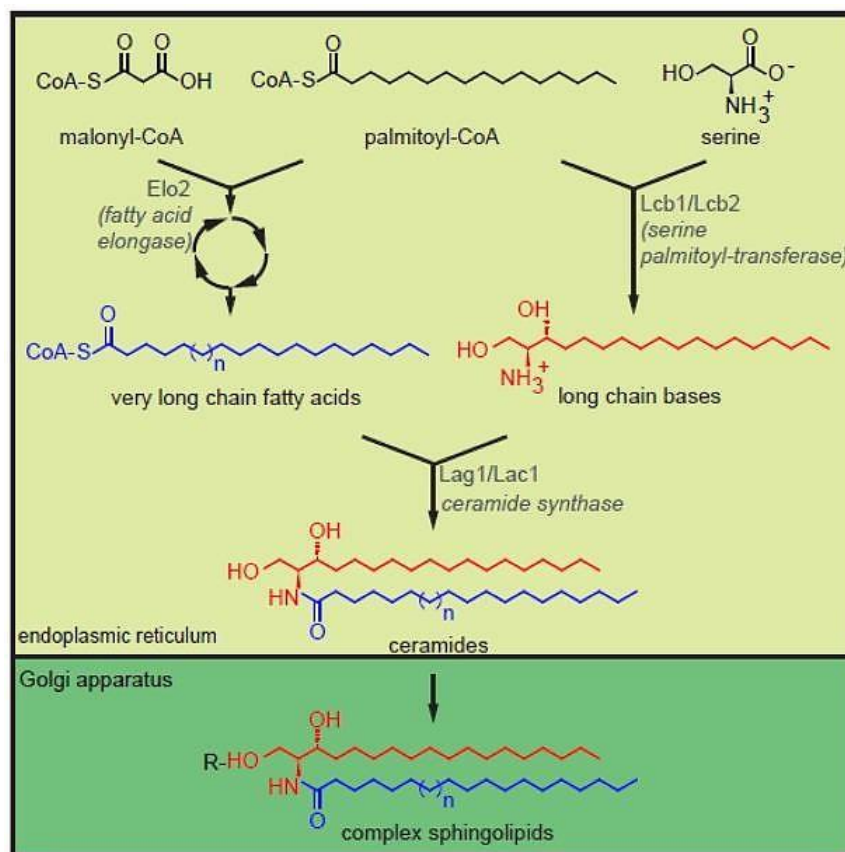 O O O
CoA-S OH
CoA-S
O
HO O-
NH3+
malonyl-CoA palmitoyl-CoA serine
Elo2
(fatty acid
elongase)
Lcb1/Lcb2
(serine
palmitoyl-transferase)
O
CoA-S n
OH
HO
NH3+
very long chain fatty acids
long chain bases
Lag1/Lac1
ceramide synthase
OH
HO
HN n
O
endoplasmic reticulum
ceramides
Golgi apparatus
OH
R-HO
HN n
O
complex sphingolipids